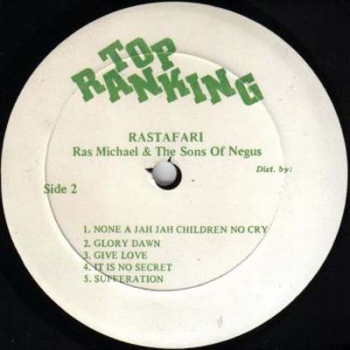 TOP
RANKING
RASTAFARI
Ras Michael & The Sons Of Negus
Dist. by:
Side 2
1. NONE A JAH JAH CHILDREN NO CRY
2. GLORY DAWN
3. GIVE LOVE
4. IT IS NO SECRET
5. SUFFERATION